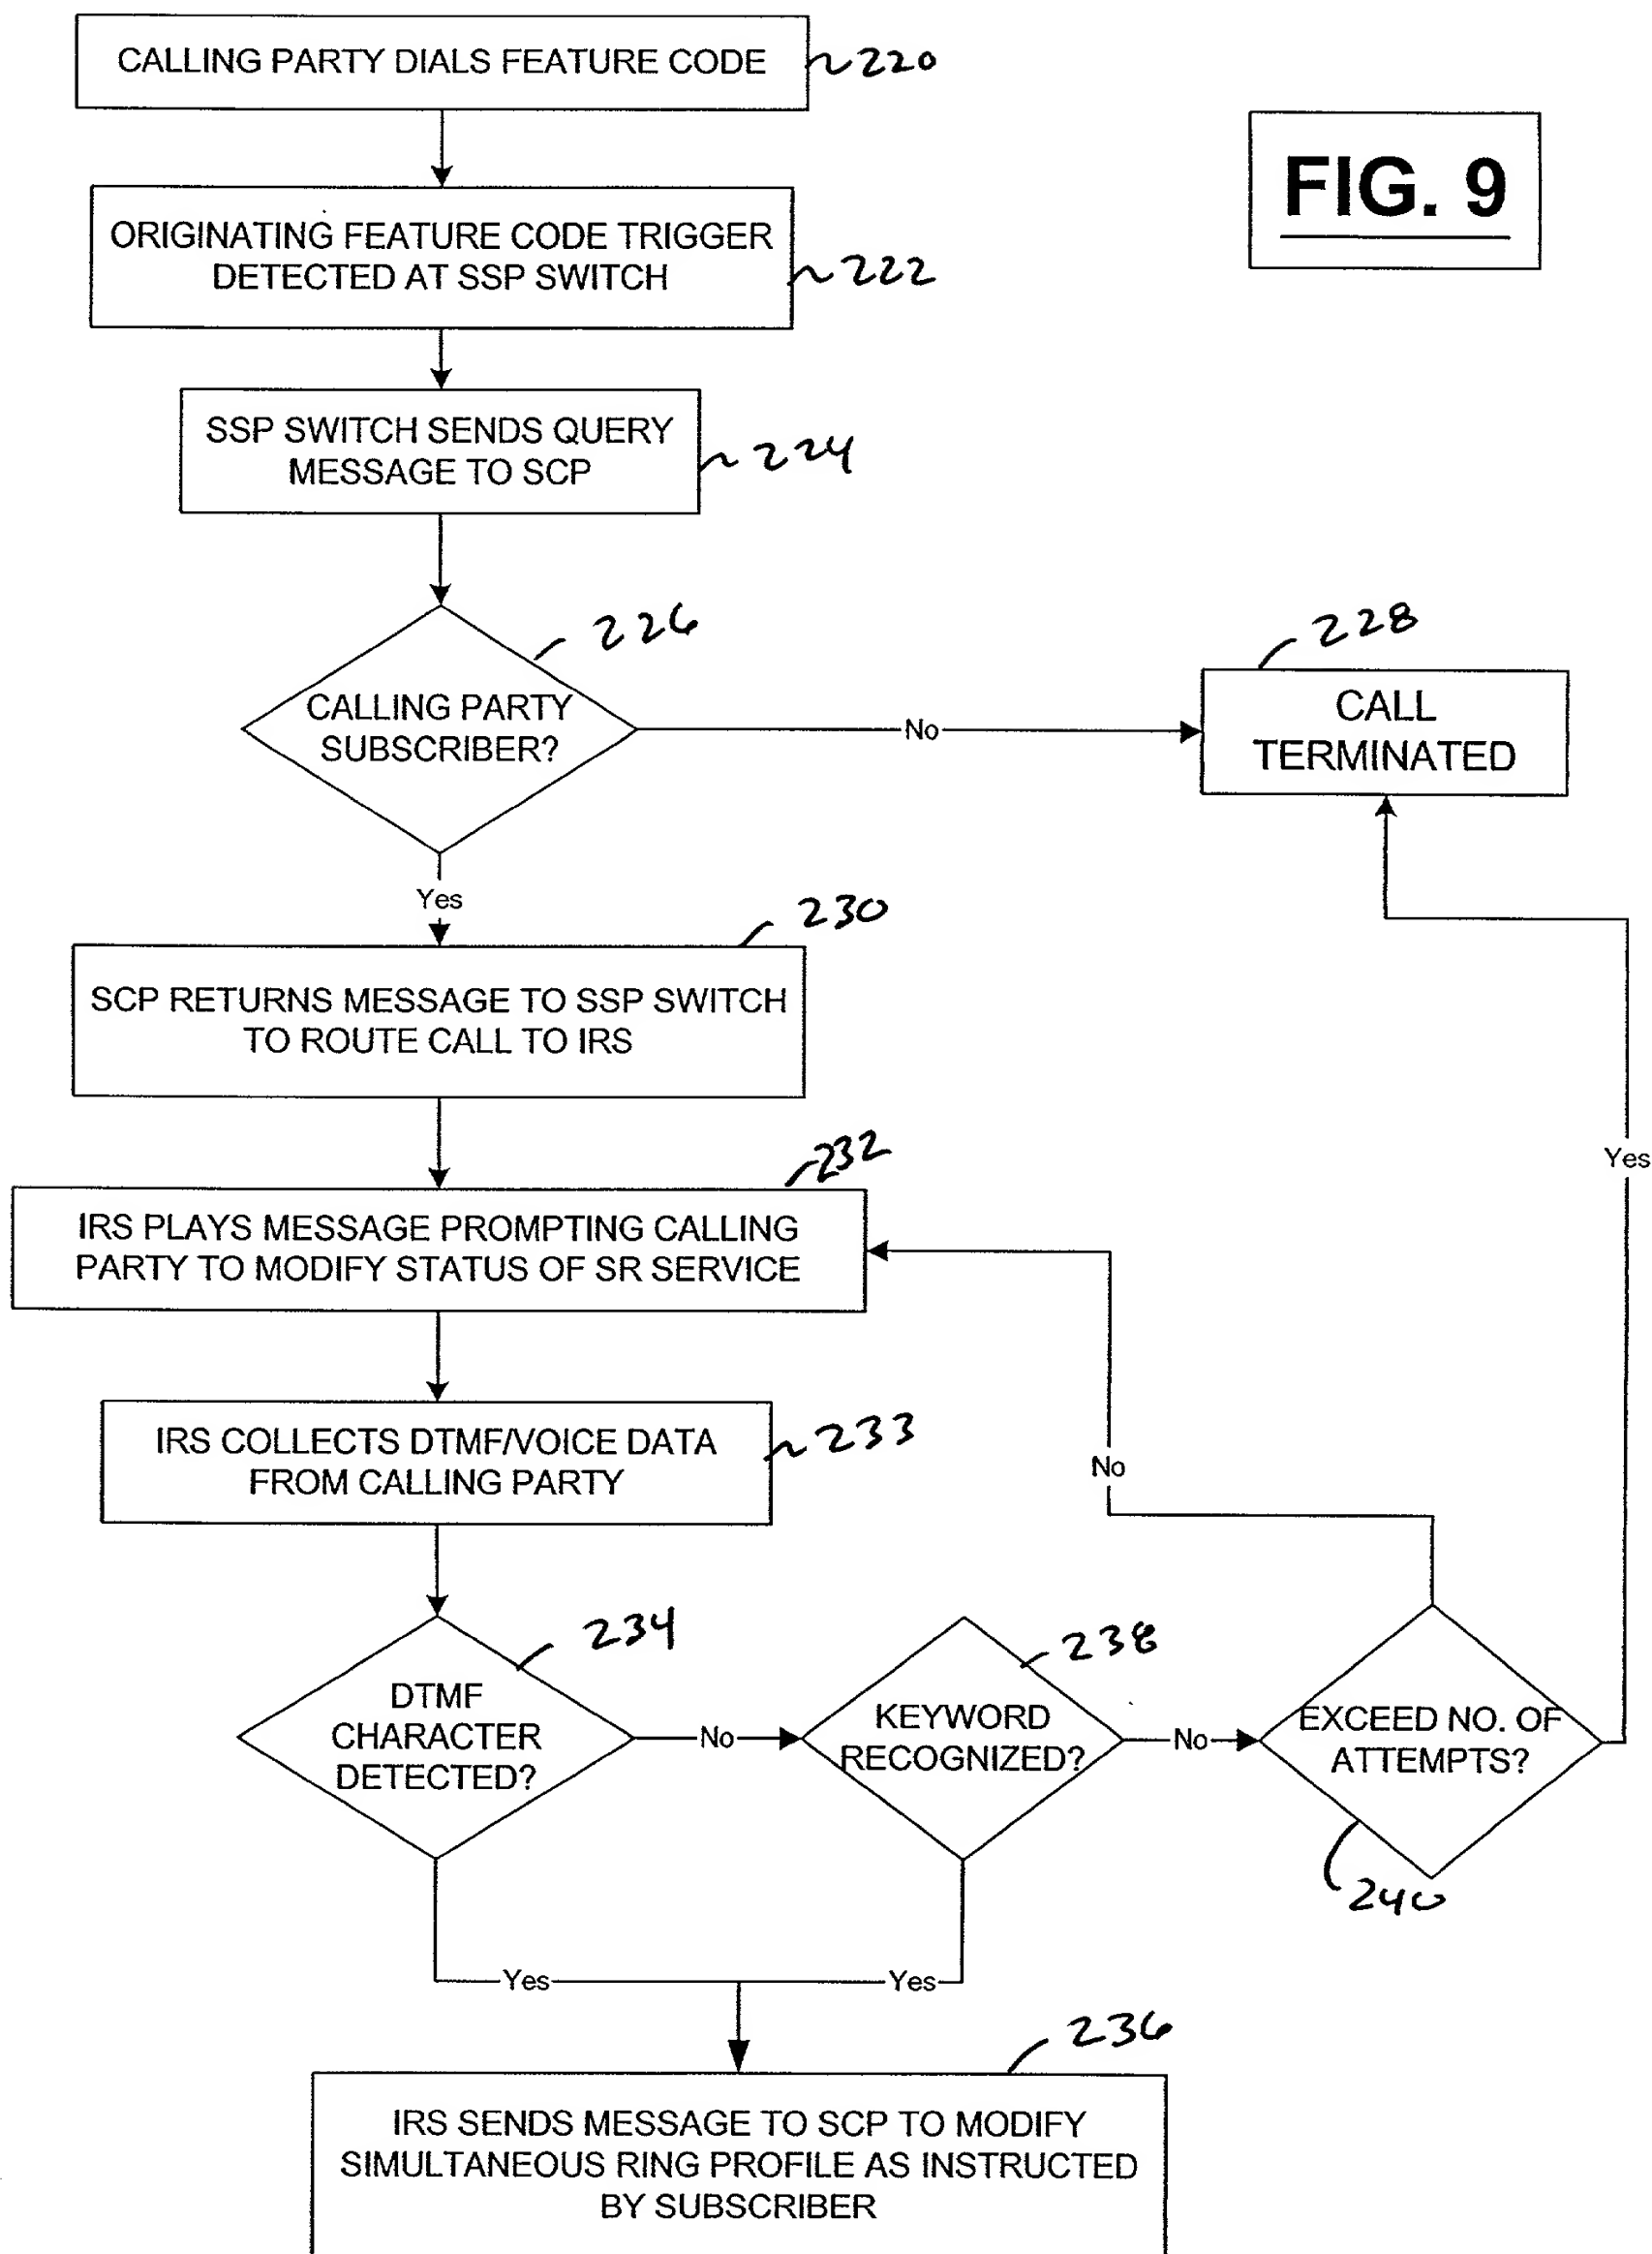 CALLING PARTY DIALS FEATURE CODE
220
FIG. 9
ORIGINATING FEATURE CODE TRIGGER
DETECTED AT SSP SWITCH
222
SSP SWITCH SENDS QUERY
MESSAGE TO SCP
224
226
CALLING PARTY
SUBSCRIBER?
No
228
CALL
TERMINATED
Yes
230
SCP RETURNS MESSAGE TO SSP SWITCH
TO ROUTE CALL TO IRS
Yes
232
IRS PLAYS MESSAGE PROMPTING CALLING
PARTY TO MODIFY STATUS OF SR SERVICE
IRS COLLECTS DTMF/VOICE DATA
FROM CALLING PARTY
233
No
234
DTMF
CHARACTER
DETECTED?
No
238
KEYWORD
RECOGNIZED?
No
EXCEED NO. OF
ATTEMPTS?
240
Yes
Yes
236
IRS SENDS MESSAGE TO SCP TO MODIFY
SIMULTANEOUS RING PROFILE AS INSTRUCTED
BY SUBSCRIBER